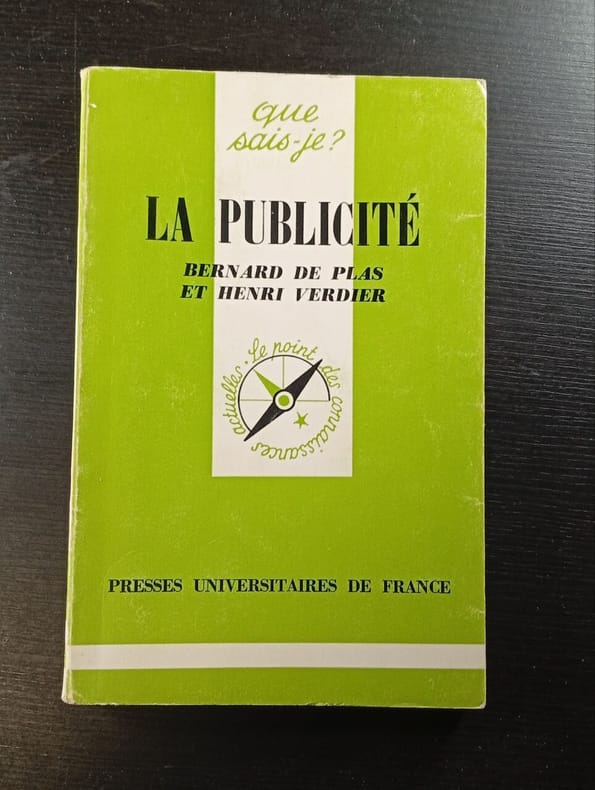 que
sais-je?
LA PUBLICITÉ
BERNARD DE PLAS
ET HENRI VERDIER
Le point des connaissances actuelles.
PRESSES UNIVERSITAIRES DE FRANCE